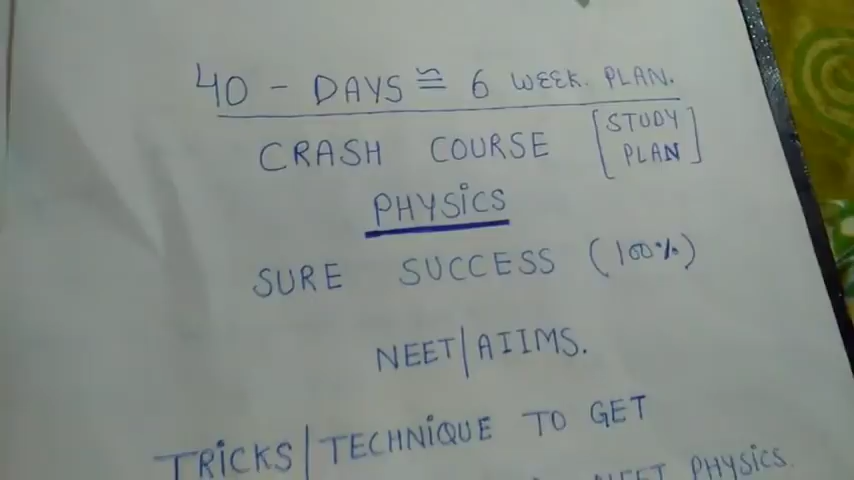 40 - DAYS ≅ 6 WEEK. PLAN.
CRASH COURSE [STUDY PLAN]
PHYSICS
SURE SUCCESS (100%)
NEET|AIIMS.
TRICKS|TECHNIQUE TO GET
NEET PHYSICS.